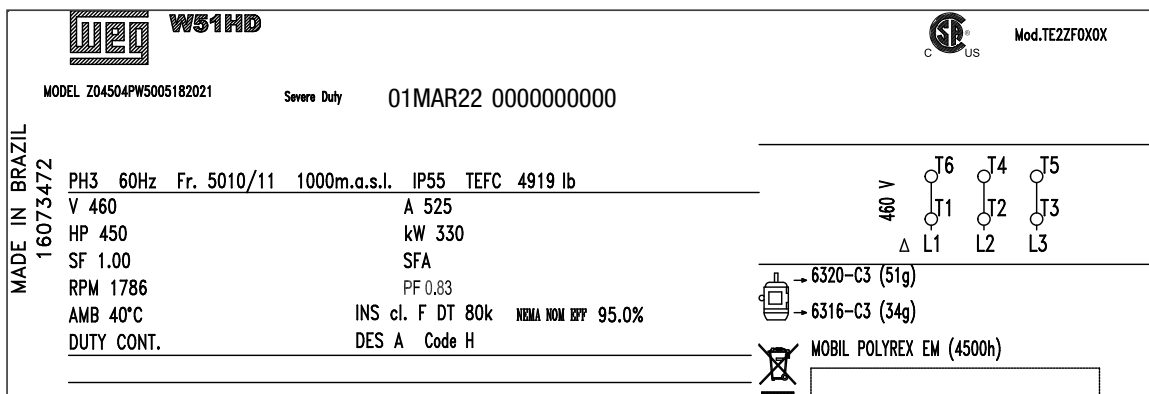 WEG W51HD
C CSA® US Mod.TE2ZF0X0X
MODEL Z04504PW5005182021 Severe Duty 01MAR22 0000000000
MADE IN BRAZIL
16073472
PH3 60Hz Fr. 5010/11 1000m.a.s.l. IP55 TEFC 4919 lb
V 460 A 525
HP 450 kW 330
SF 1.00 SFA
RPM 1786 PF 0.83
AMB 40°C INS cl. F DT 80k NEMA NOM EFF 95.0%
DUTY CONT. DES A Code H
460 V
T6 T4 T5
T1 T2 T3
Δ L1 L2 L3
6320-C3 (51g)
6316-C3 (34g)
MOBIL POLYREX EM (4500h)